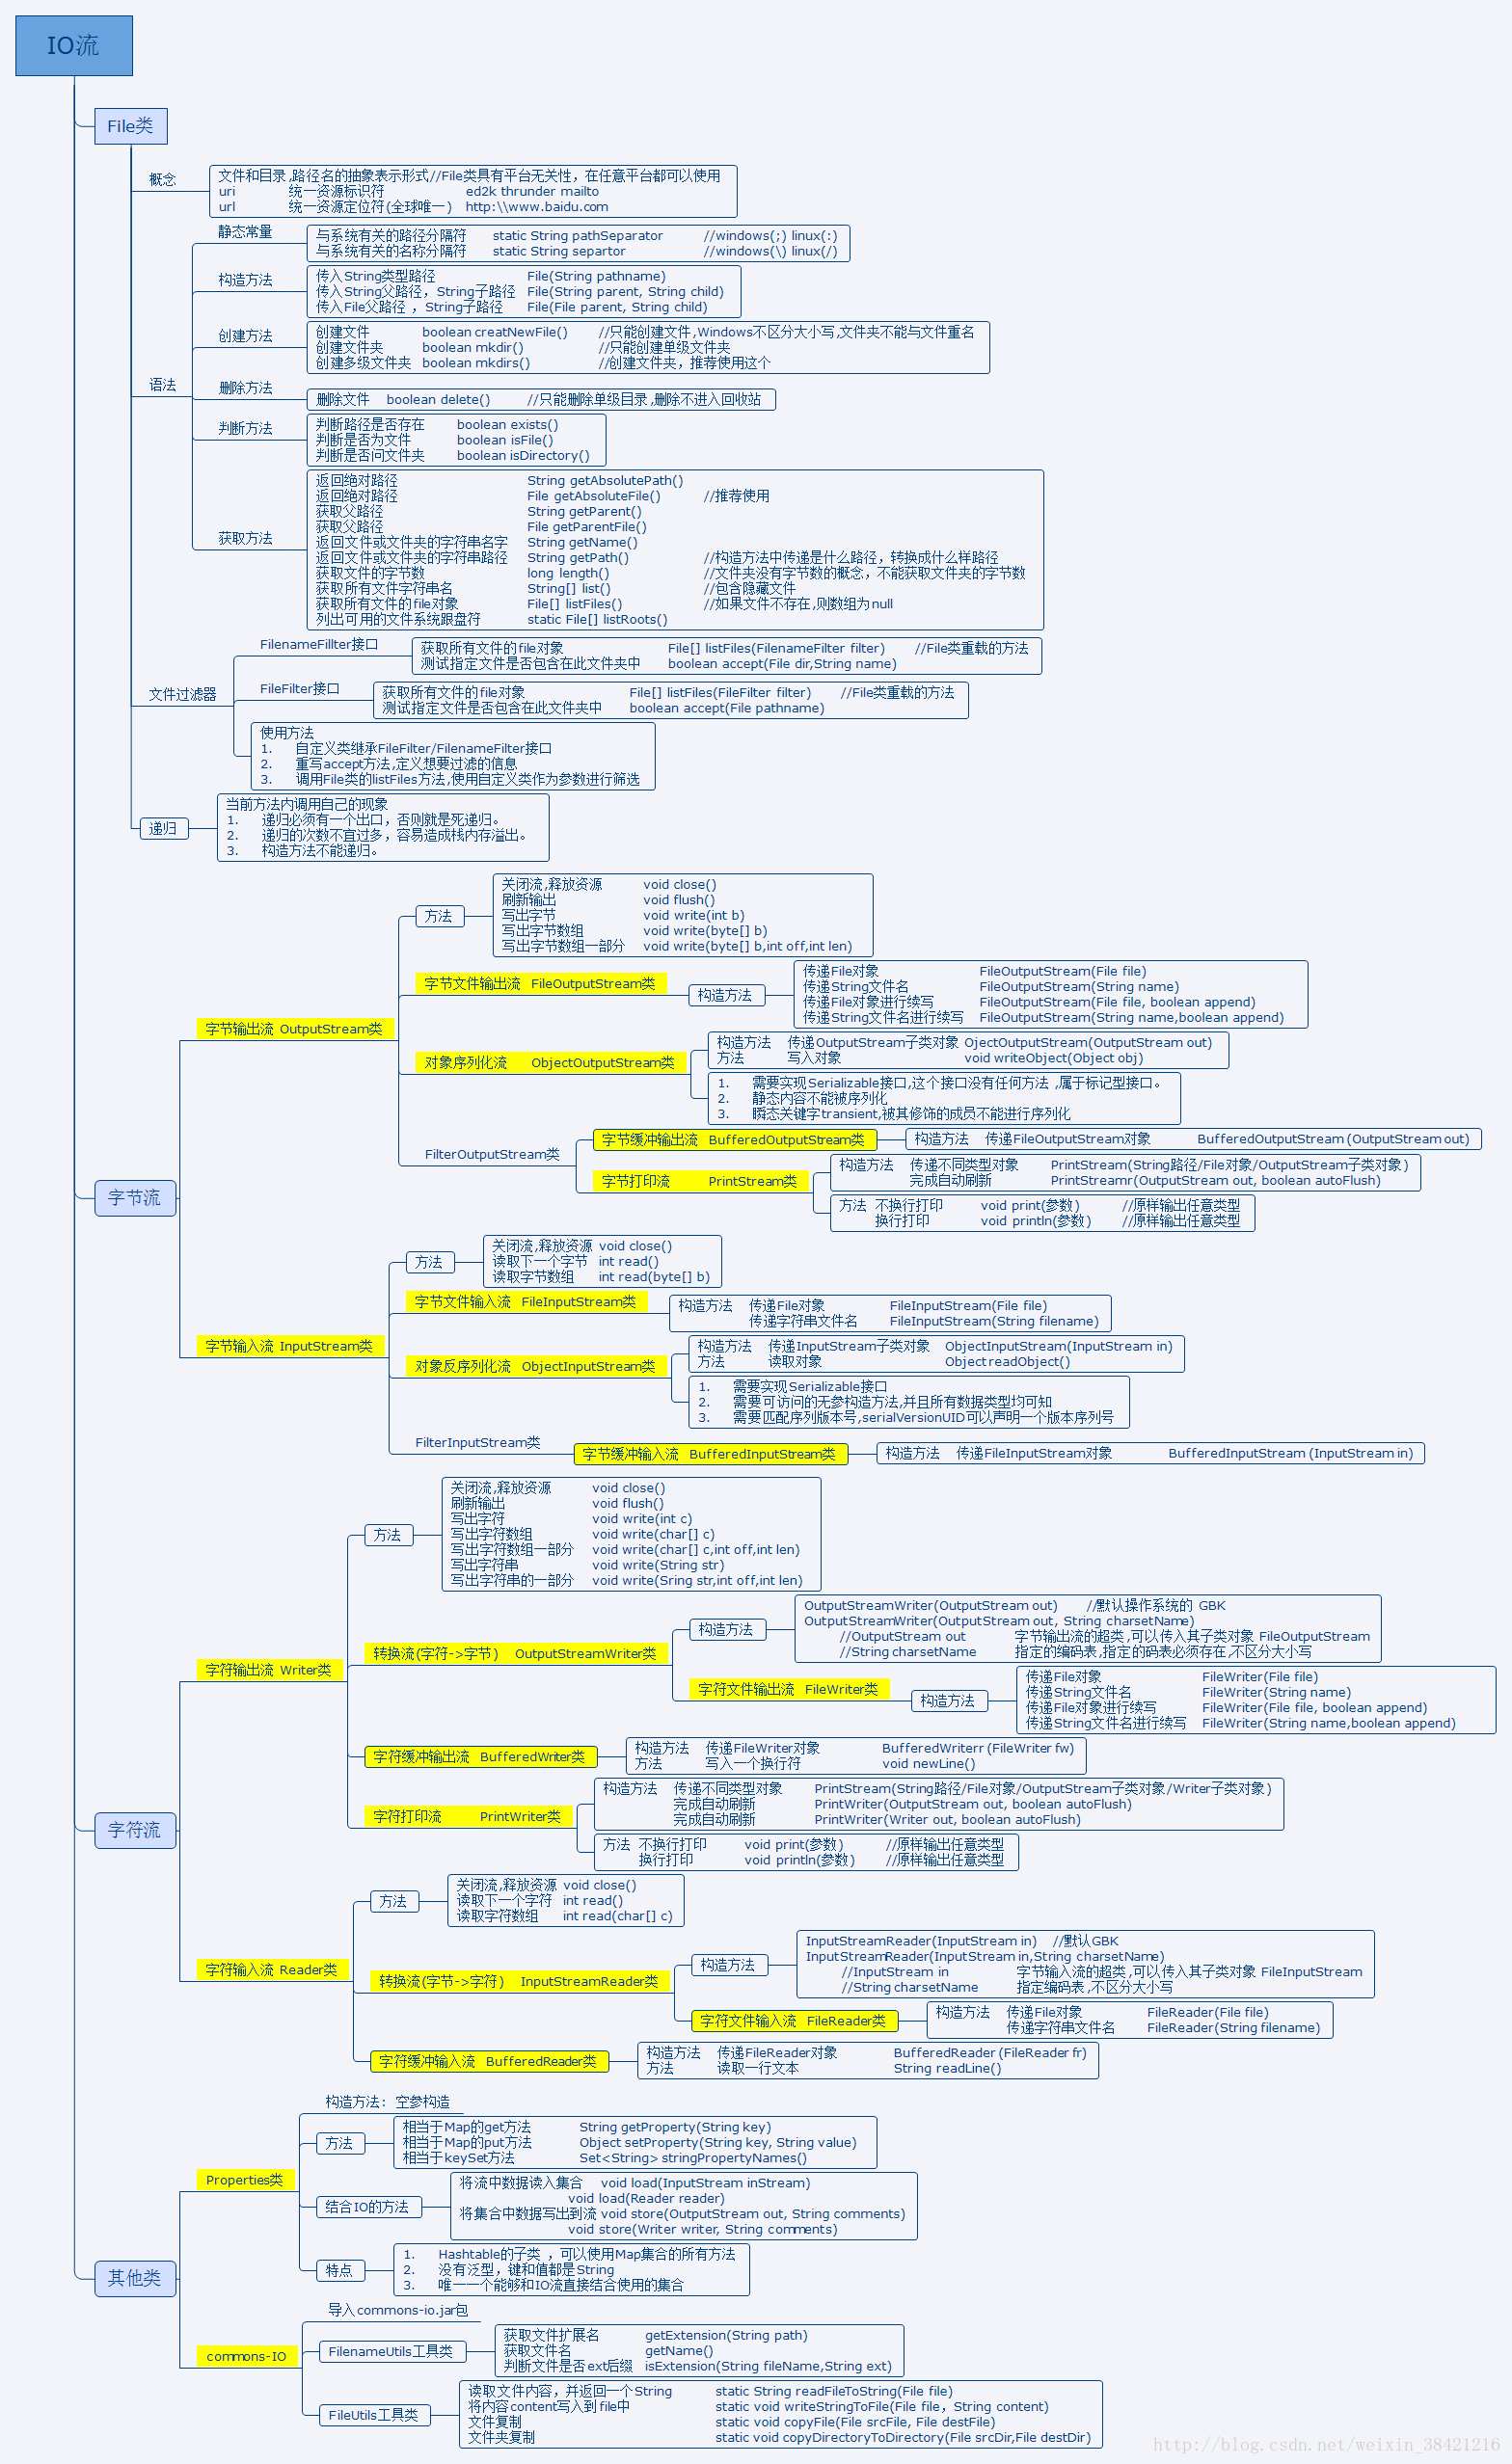 IO流
File类
概念
文件和目录,路径名的抽象表示形式//File类具有平台无关性，在任意平台都可以使用
uri 统一资源标识符 ed2k thrunder mailto
url 统一资源定位符(全球唯一) http:\\www.baidu.com
语法
静态常量
与系统有关的路径分隔符 static String pathSeparator //windows(;) linux(:)
与系统有关的名称分隔符 static String separtor //windows(\) linux(/)
构造方法
传入String类型路径 File(String pathname)
传入String父路径，String子路径 File(String parent, String child)
传入File父路径，String子路径 File(File parent, String child)
创建方法
创建文件 boolean creatNewFile() //只能创建文件,Windows不区分大小写,文件夹不能与文件重名
创建文件夹 boolean mkdir() //只能创建单级文件夹
创建多级文件夹 boolean mkdirs() //创建文件夹，推荐使用这个
删除方法
删除文件 boolean delete() //只能删除单级目录,删除不进入回收站
判断方法
判断路径是否存在 boolean exists()
判断是否为文件 boolean isFile()
判断是否问文件夹 boolean isDirectory()
获取方法
返回绝对路径 String getAbsolutePath()
返回绝对路径 File getAbsoluteFile() //推荐使用
获取父路径 String getParent()
获取父路径 File getParentFile()
返回文件或文件夹的字符串名字 String getName()
返回文件或文件夹的字符串路径 String getPath() //构造方法中传递是什么路径，转换成什么样路径
获取文件的字节数 long length() //文件夹没有字节数的概念，不能获取文件夹的字节数
获取所有文件字符串名 String[] list() //包含隐藏文件
获取所有文件的file对象 File[] listFiles() //如果文件不存在,则数组为null
列出可用的文件系统跟盘符 static File[] listRoots()
文件过滤器
FilenameFillter接口
获取所有文件的file对象 File[] listFiles(FilenameFilter filter) //File类重载的方法
测试指定文件是否包含在此文件夹中 boolean accept(File dir,String name)
FileFilter接口
获取所有文件的file对象 File[] listFiles(FileFilter filter) //File类重载的方法
测试指定文件是否包含在此文件夹中 boolean accept(File pathname)
使用方法
1. 自定义类继承FileFilter/FilenameFilter接口
2. 重写accept方法,定义想要过滤的信息
3. 调用File类的listFiles方法,使用自定义类作为参数进行筛选
递归
当前方法内调用自己的现象
1. 递归必须有一个出口，否则就是死递归。
2. 递归的次数不宜过多，容易造成栈内存溢出。
3. 构造方法不能递归。
字节流
字节输出流 OutputStream类
方法
关闭流,释放资源 void close()
刷新输出 void flush()
写出字节 void write(int b)
写出字节数组 void write(byte[] b)
写出字节数组一部分 void write(byte[] b,int off,int len)
字节文件输出流 FileOutputStream类
构造方法
传递File对象 FileOutputStream(File file)
传递String文件名 FileOutputStream(String name)
传递File对象进行续写 FileOutputStream(File file, boolean append)
传递String文件名进行续写 FileOutputStream(String name,boolean append)
对象序列化流 ObjectOutputStream类
构造方法 传递OutputStream子类对象 OjectOutputStream(OutputStream out)
方法 写入对象 void writeObject(Object obj)
1. 需要实现Serializable接口,这个接口没有任何方法 ,属于标记型接口。
2. 静态内容不能被序列化
3. 瞬态关键字transient,被其修饰的成员不能进行序列化
FilterOutputStream类
字节缓冲输出流 BufferedOutputStream类
构造方法 传递FileOutputStream对象 BufferedOutputStream (OutputStream out)
字节打印流 PrintStream类
构造方法 传递不同类型对象 PrintStream(String路径/File对象/OutputStream子类对象)
完成自动刷新 PrintStreamr(OutputStream out, boolean autoFlush)
方法 不换行打印 void print(参数) //原样输出任意类型
换行打印 void println(参数) //原样输出任意类型
字节输入流 InputStream类
方法
关闭流,释放资源 void close()
读取下一个字节 int read()
读取字节数组 int read(byte[] b)
字节文件输入流 FileInputStream类
构造方法 传递File对象 FileInputStream(File file)
传递字符串文件名 FileInputStream(String filename)
对象反序列化流 ObjectInputStream类
构造方法 传递InputStream子类对象 ObjectInputStream(InputStream in)
方法 读取对象 Object readObject()
1. 需要实现Serializable接口
2. 需要可访问的无参构造方法,并且所有数据类型均可知
3. 需要匹配序列版本号,serialVersionUID可以声明一个版本序列号
FilterInputStream类
字节缓冲输入流 BufferedInputStream类
构造方法 传递FileInputStream对象 BufferedInputStream (InputStream in)
字符流
字符输出流 Writer类
方法
关闭流,释放资源 void close()
刷新输出 void flush()
写出字符 void write(int c)
写出字符数组 void write(char[] c)
写出字符数组一部分 void write(char[] c,int off,int len)
写出字符串 void write(String str)
写出字符串的一部分 void write(Sring str,int off,int len)
转换流(字符->字节) OutputStreamWriter类
构造方法
OutputStreamWriter(OutputStream out) //默认操作系统的 GBK
OutputStreamWriter(OutputStream out, String charsetName)
//OutputStream out 字节输出流的超类,可以传入其子类对象 FileOutputStream
//String charsetName 指定的编码表,指定的码表必须存在,不区分大小写
字符文件输出流 FileWriter类
构造方法
传递File对象 FileWriter(File file)
传递String文件名 FileWriter(String name)
传递File对象进行续写 FileWriter(File file, boolean append)
传递String文件名进行续写 FileWriter(String name,boolean append)
字符缓冲输出流 BufferedWriter类
构造方法 传递FileWriter对象 BufferedWriterr (FileWriter fw)
方法 写入一个换行符 void newLine()
字符打印流 PrintWriter类
构造方法 传递不同类型对象 PrintStream(String路径/File对象/OutputStream子类对象/Writer子类对象)
完成自动刷新 PrintWriter(OutputStream out, boolean autoFlush)
完成自动刷新 PrintWriter(Writer out, boolean autoFlush)
方法 不换行打印 void print(参数) //原样输出任意类型
换行打印 void println(参数) //原样输出任意类型
字符输入流 Reader类
方法
关闭流,释放资源 void close()
读取下一个字符 int read()
读取字符数组 int read(char[] c)
转换流(字节->字符) InputStreamReader类
构造方法
InputStreamReader(InputStream in) //默认GBK
InputStreamReader(InputStream in,String charsetName)
//InputStream in 字节输入流的超类,可以传入其子类对象 FileInputStream
//String charsetName 指定编码表,不区分大小写
字符文件输入流 FileReader类
构造方法 传递File对象 FileReader(File file)
传递字符串文件名 FileReader(String filename)
字符缓冲输入流 BufferedReader类
构造方法 传递FileReader对象 BufferedReader (FileReader fr)
方法 读取一行文本 String readLine()
其他类
Properties类
构造方法: 空参构造
方法
相当于Map的get方法 String getProperty(String key)
相当于Map的put方法 Object setProperty(String key, String value)
相当于keySet方法 Set<String> stringPropertyNames()
结合IO的方法
将流中数据读入集合 void load(InputStream inStream)
void load(Reader reader)
将集合中数据写出到流 void store(OutputStream out, String comments)
void store(Writer writer, String comments)
特点
1. Hashtable的子类 ，可以使用Map集合的所有方法
2. 没有泛型，键和值都是String
3. 唯一一个能够和IO流直接结合使用的集合
commons-IO
导入commons-io.jar包
FilenameUtils工具类
获取文件扩展名 getExtension(String path)
获取文件名 getName()
判断文件是否ext后缀 isExtension(String fileName,String ext)
FileUtils工具类
读取文件内容，并返回一个String static String readFileToString(File file)
将内容content写入到file中 static void writeStringToFile(File file，String content)
文件复制 static void copyFile(File srcFile, File destFile)
文件夹复制 static void copyDirectoryToDirectory(File srcDir,File destDir)
http://blog.csdn.net/weixin_38421216